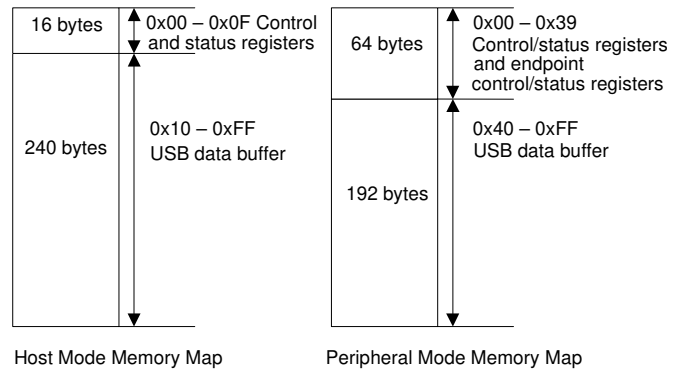 16 bytes
0x00 – 0x0F Control
and status registers
240 bytes
0x10 – 0xFF
USB data buffer
Host Mode Memory Map
64 bytes
0x00 – 0x39
Control/status registers
and endpoint
control/status registers
192 bytes
0x40 – 0xFF
USB data buffer
Peripheral Mode Memory Map